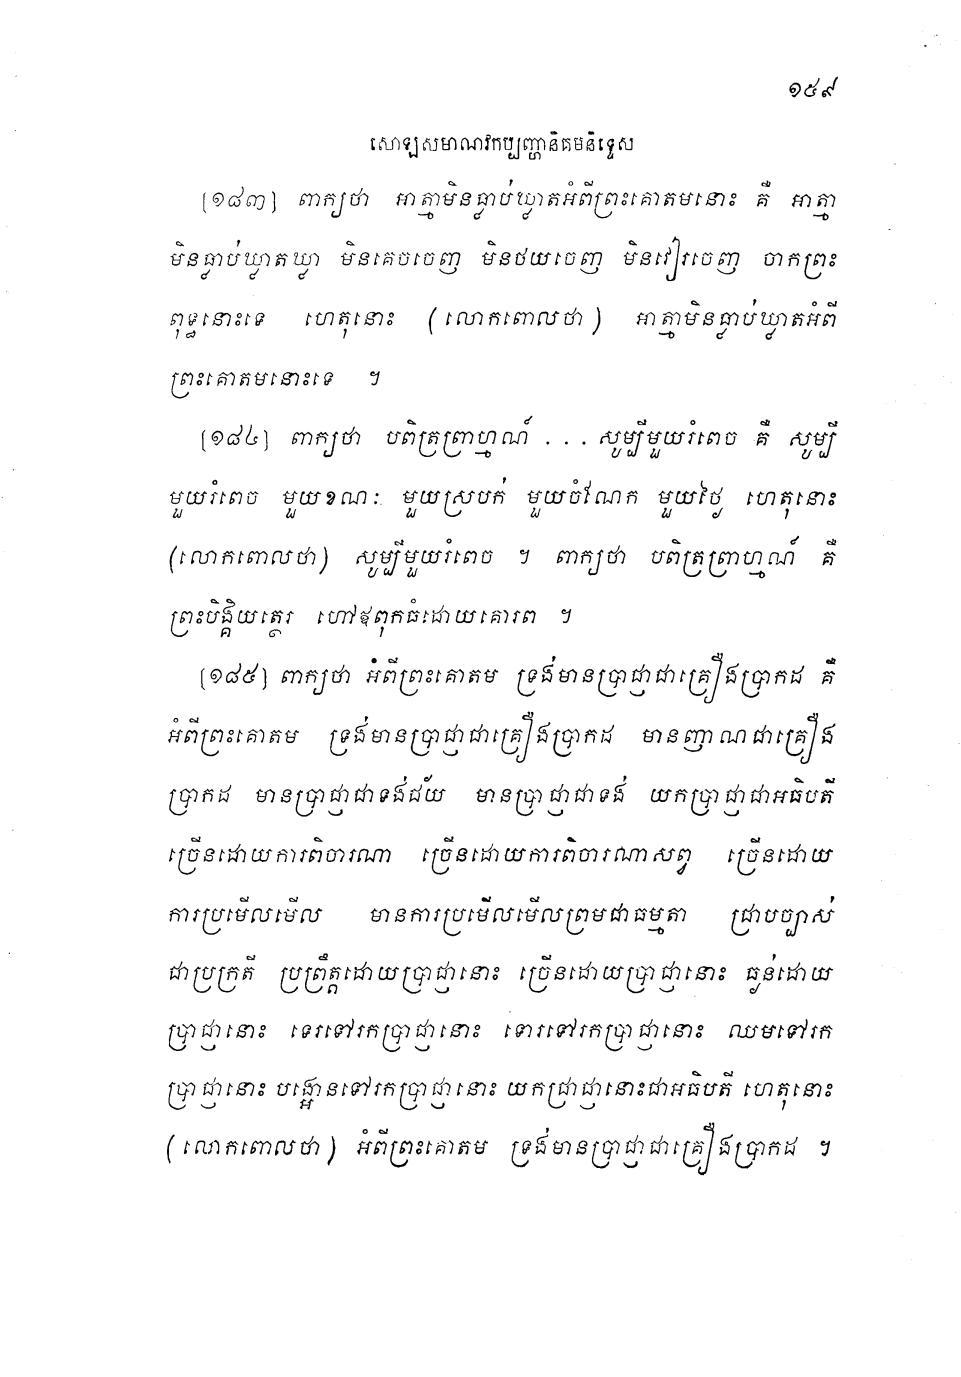 ១៥៩
សោឡសមាណវកប្បញ្ហានិគមនិទ្ទេស
[១៨៣] ពាក្យថា អាត្មាមិនធ្លាប់ឃ្លាតអំពីព្រះគោតមនោះ គឺ អាត្មា
មិនធ្លាប់ឃ្លាតឃ្លា មិនគេចចេញ មិនថយចេញ មិនវៀរចេញ ចាកព្រះ
ពុទ្ធនោះទេ ហេតុនោះ (លោកពោលថា) អាត្មាមិនធ្លាប់ឃ្លាតអំពី
ព្រះគោតមនោះទេ ។
[១៨៤] ពាក្យថា បពិត្រព្រាហ្មណ៍ ... សូម្បីមួយរំពេច គឺ សូម្បី
មួយរំពេច មួយខណៈ មួយស្របក់ មួយចំណែក មួយថ្ងៃ ហេតុនោះ
(លោកពោលថា) សូម្បីមួយរំពេច ។ ពាក្យថា បពិត្រព្រាហ្មណ៍ គឺ
ព្រះបិង្គិយត្ថេរ ហៅឪពុកធំដោយគោរព ។
[១៨៥] ពាក្យថា អំពីព្រះគោតម ទ្រង់មានប្រាជ្ញាជាគ្រឿងប្រាកដ គឺ
អំពីព្រះគោតម ទ្រង់មានប្រាជ្ញាជាគ្រឿងប្រាកដ មានញាណជាគ្រឿង
ប្រាកដ មានប្រាជ្ញាជាទង់ជ័យ មានប្រាជ្ញាជាទង់ យកប្រាជ្ញាជាអធិបតី
ច្រើនដោយការពិចារណា ច្រើនដោយការពិចារណាសព្វ ច្រើនដោយ
ការប្រមើលមើល មានការប្រមើលមើលព្រមជាធម្មតា ជ្រាបច្បាស់
ជាប្រក្រតី ប្រព្រឹត្តដោយប្រាជ្ញានោះ ច្រើនដោយប្រាជ្ញានោះ ធ្ងន់ដោយ
ប្រាជ្ញានោះ ទេរទៅរកប្រាជ្ញានោះ ទោរទៅរកប្រាជ្ញានោះ ឈមទៅរក
ប្រាជ្ញានោះ បង្អោនទៅរកប្រាជ្ញានោះ យកជ្រាជ្ញានោះជាអធិបតី ហេតុនោះ
(លោកពោលថា) អំពីព្រះគោតម ទ្រង់មានប្រាជ្ញាជាគ្រឿងប្រាកដ ។